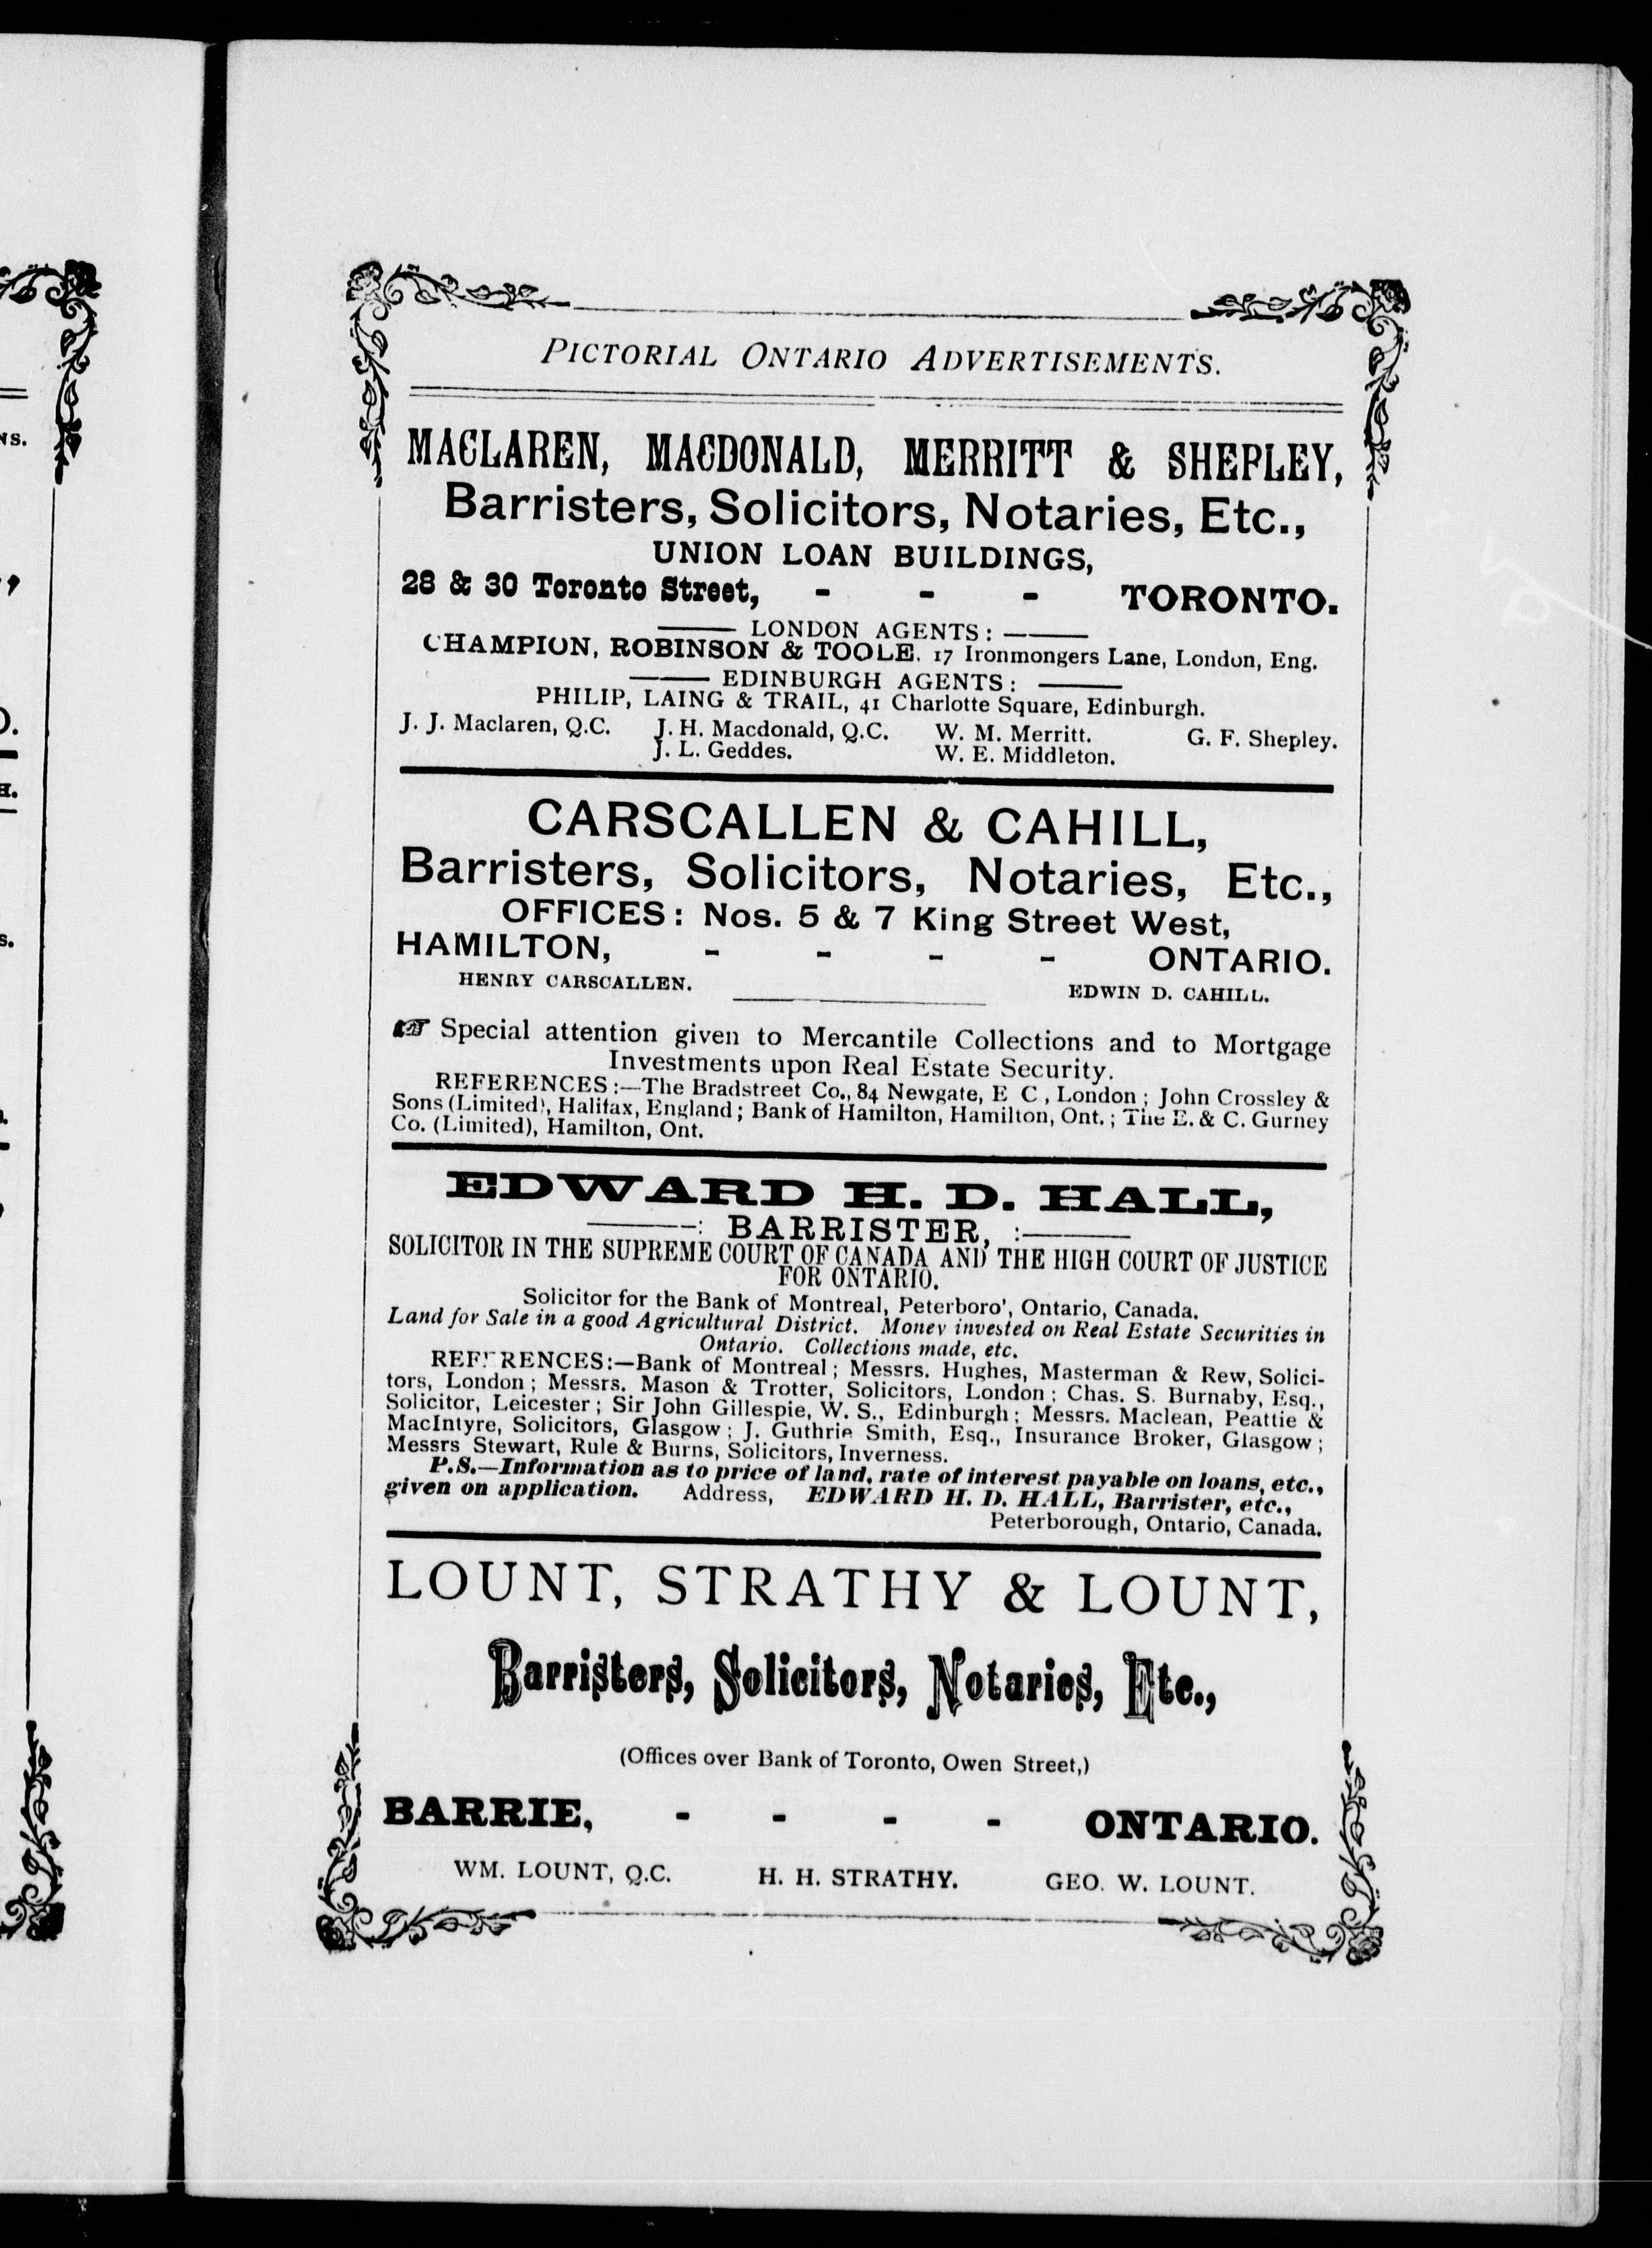 PICTORIAL ONTARIO ADVERTISEMENTS.
MACLAREN, MACDONALD, MERRITT & SHEPLEY,
Barristers, Solicitors, Notaries, Etc.,
UNION LOAN BUILDINGS,
28 & 30 Toronto Street, - - - TORONTO.
LONDON AGENTS:
CHAMPION, ROBINSON & TOOLE. 17 Ironmongers Lane, London, Eng.
EDINBURGH AGENTS:
PHILIP, LAING & TRAIL, 41 Charlotte Square, Edinburgh.
J. J. Maclaren, Q.C. J. H. Macdonald, Q.C. W. M. Merritt. G. F. Shepley.
J. L. Geddes. W. E. Middleton.
CARSCALLEN & CAHILL,
Barristers, Solicitors, Notaries, Etc.,
OFFICES: Nos. 5 & 7 King Street West,
HAMILTON, - - - - ONTARIO.
HENRY CARSCALLEN. EDWIN D. CAHILL.
☞ Special attention given to Mercantile Collections and to Mortgage
Investments upon Real Estate Security.
REFERENCES:—The Bradstreet Co., 84 Newgate, E C, London; John Crossley &
Sons (Limited), Halifax, England; Bank of Hamilton, Hamilton, Ont.; The E. & C. Gurney
Co. (Limited), Hamilton, Ont.
EDWARD H. D. HALL,
: BARRISTER, :
SOLICITOR IN THE SUPREME COURT OF CANADA AND THE HIGH COURT OF JUSTICE
FOR ONTARIO.
Solicitor for the Bank of Montreal, Peterboro', Ontario, Canada.
Land for Sale in a good Agricultural District. Money invested on Real Estate Securities in
Ontario. Collections made, etc.
REFERENCES:—Bank of Montreal; Messrs. Hughes, Masterman & Rew, Solici-
tors, London; Messrs. Mason & Trotter, Solicitors, London; Chas. S. Burnaby, Esq.,
Solicitor, Leicester; Sir John Gillespie, W. S., Edinburgh; Messrs. Maclean, Peattie &
MacIntyre, Solicitors, Glasgow; J. Guthrie Smith, Esq., Insurance Broker, Glasgow;
Messrs Stewart, Rule & Burns, Solicitors, Inverness.
P.S.—Information as to price of land, rate of interest payable on loans, etc.,
given on application. Address, EDWARD H. D. HALL, Barrister, etc.,
Peterborough, Ontario, Canada.
LOUNT, STRATHY & LOUNT,
Barristers, Solicitors, Notaries, Etc.,
(Offices over Bank of Toronto, Owen Street,)
BARRIE, - - - - ONTARIO.
WM. LOUNT, Q.C. H. H. STRATHY. GEO. W. LOUNT.